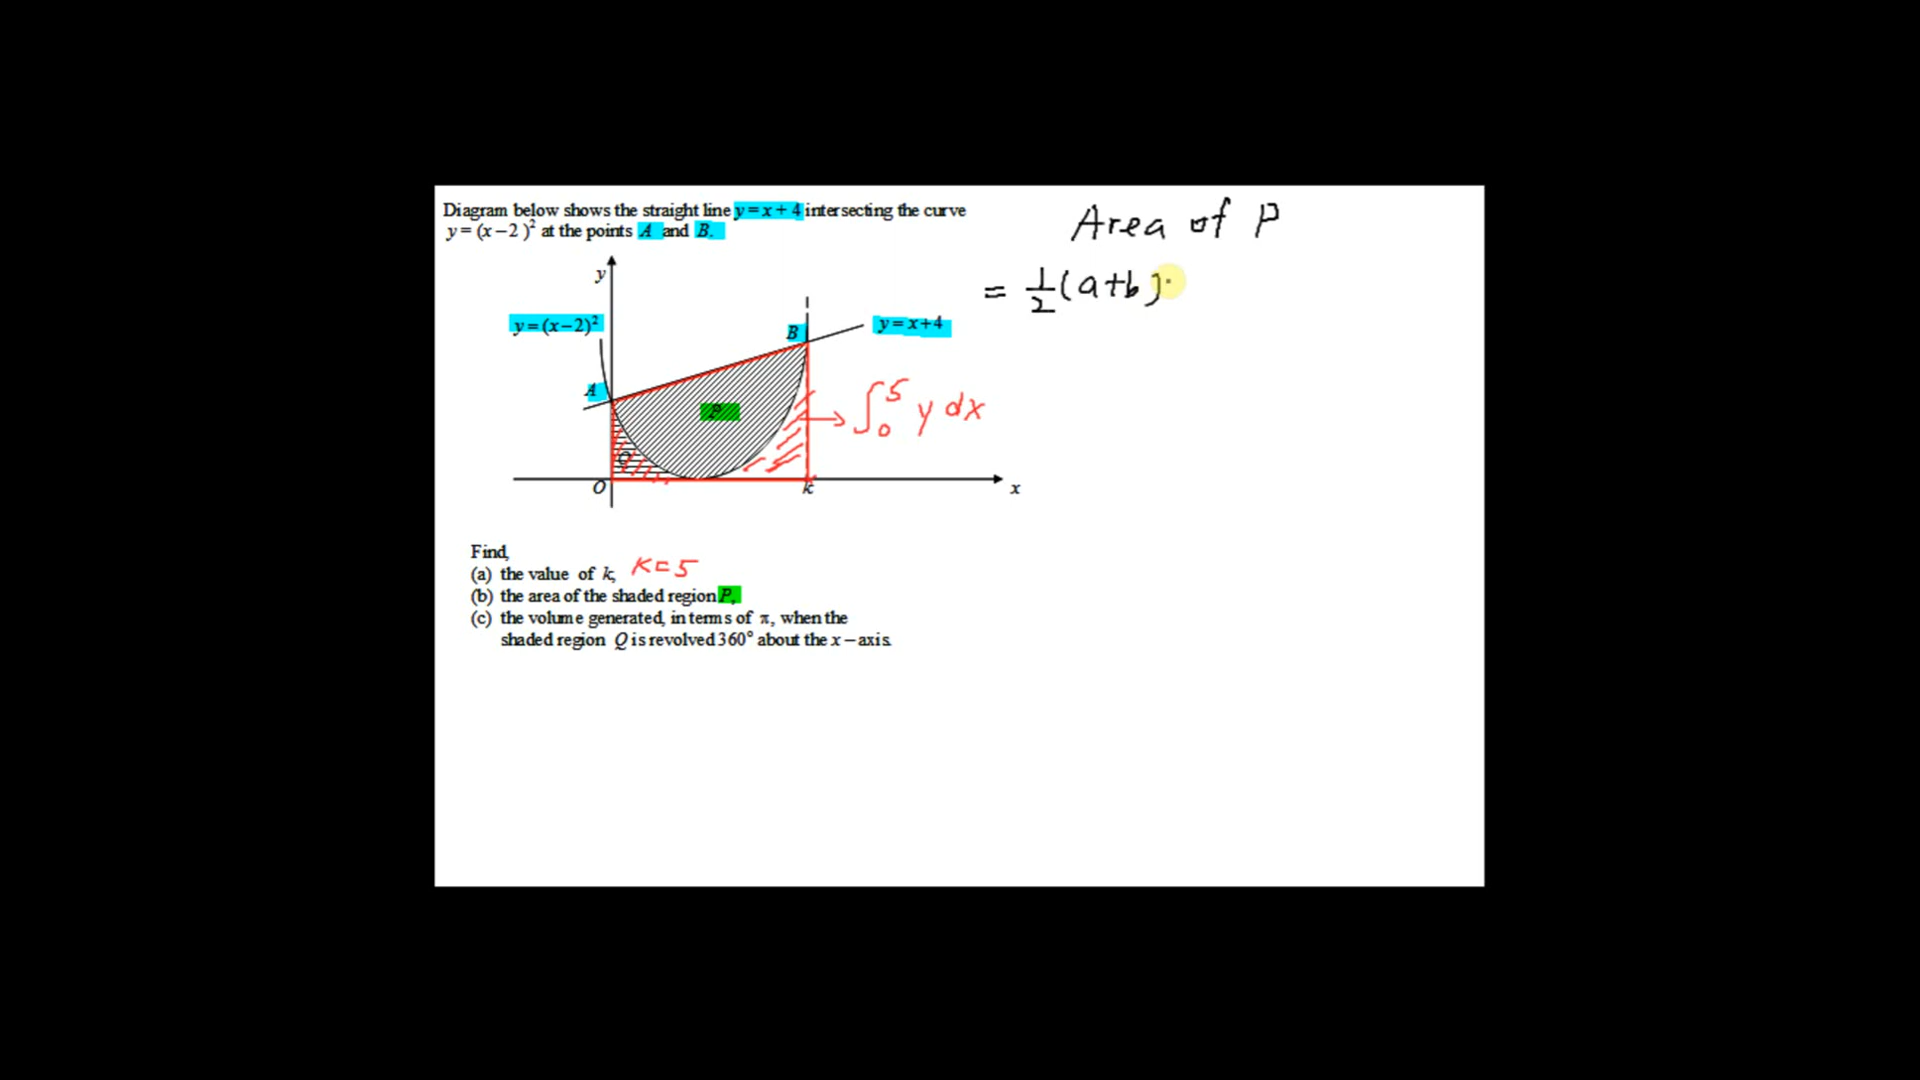 Diagram below shows the straight line y = x + 4 intersecting the curve
y = (x – 2 )² at the points A and B.
Area of P
= 1/2 (a+b)
y
y = (x – 2)²
B
y = x + 4
A
P
∫₀⁵ y dx
Q
O
k
x
Find,
(a) the value of k, K = 5
(b) the area of the shaded region P,
(c) the volume generated, in terms of π, when the
shaded region Q is revolved 360° about the x – axis.